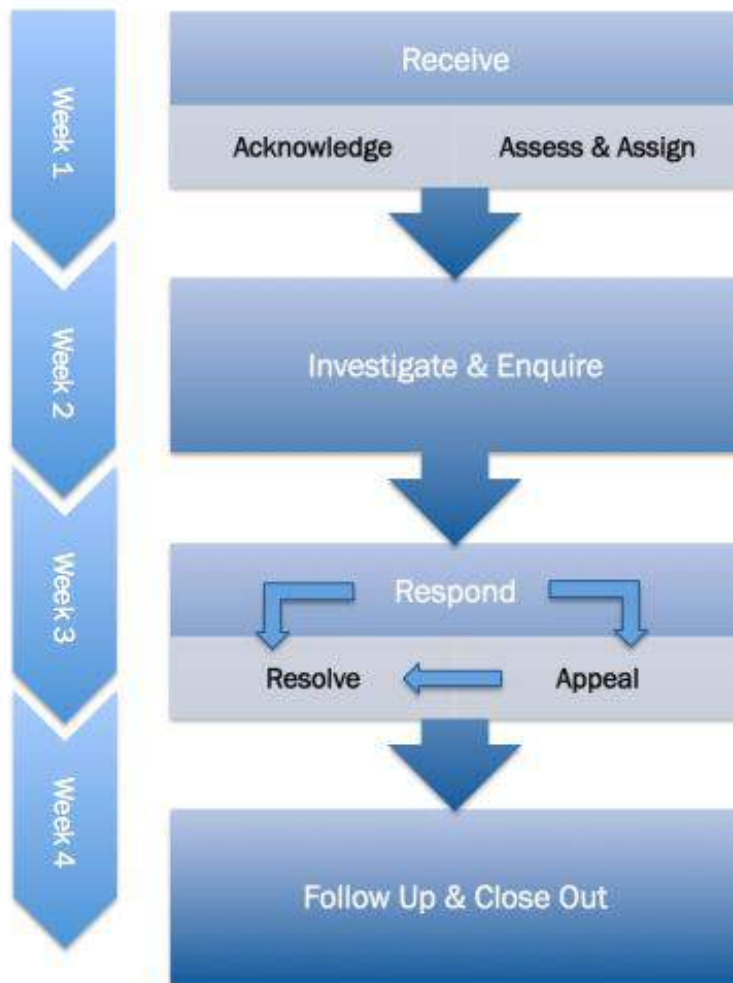 Week 1
Receive
Acknowledge
Assess & Assign
Week 2
Investigate & Enquire
Week 3
Respond
Resolve
Appeal
Week 4
Follow Up & Close Out